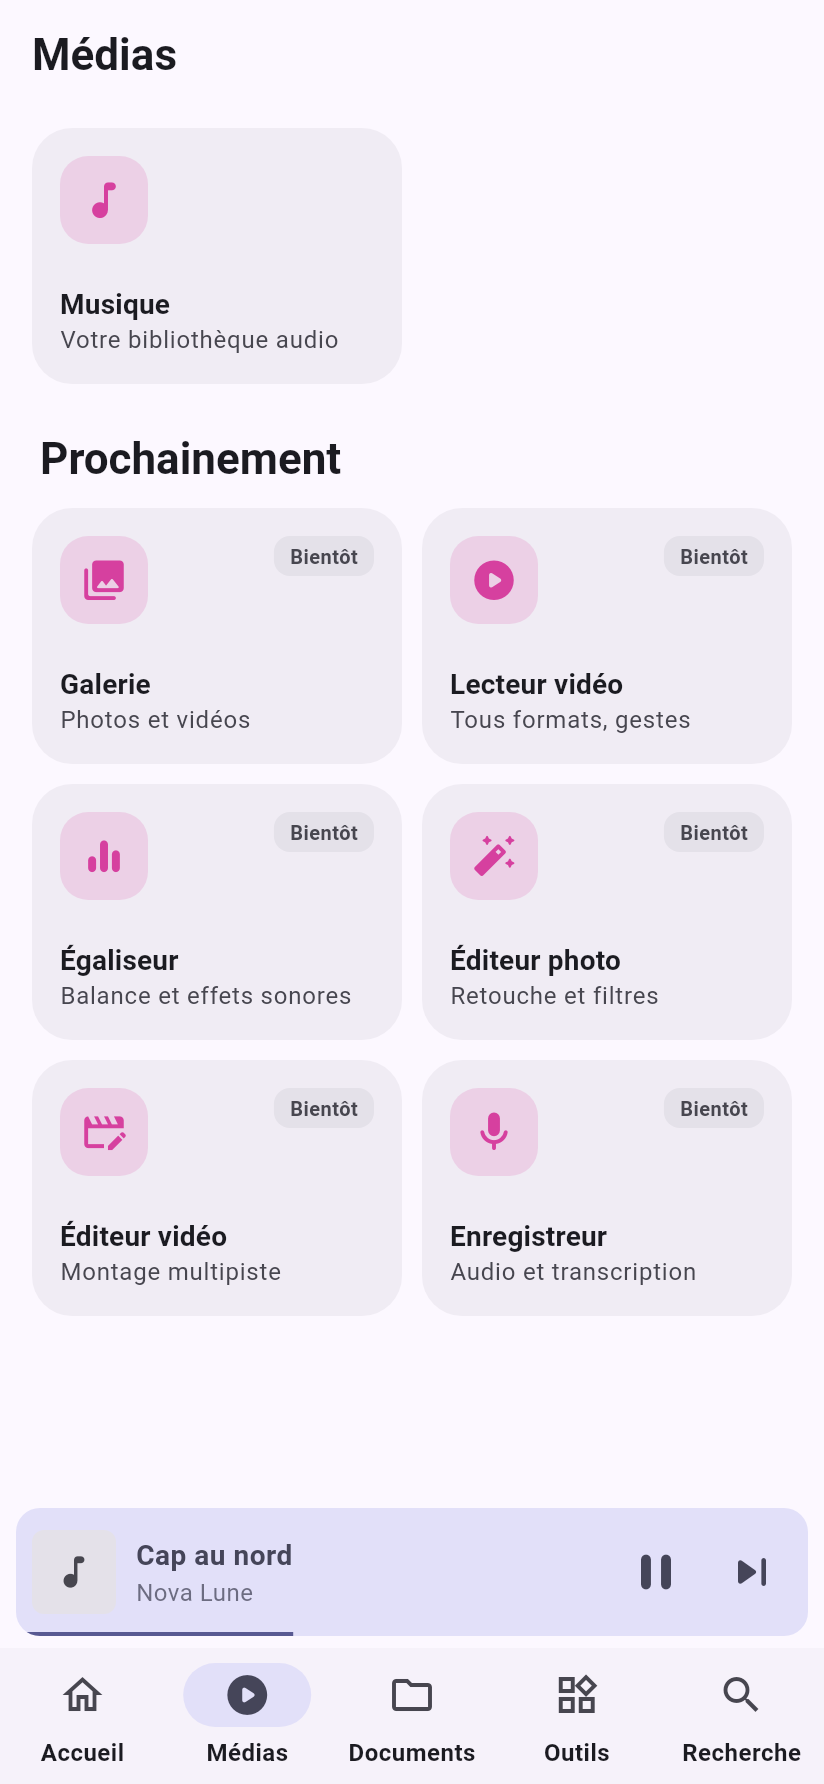 Médias
Musique
Votre bibliothèque audio
Prochainement
Bientôt
Galerie
Photos et vidéos
Bientôt
Lecteur vidéo
Tous formats, gestes
Bientôt
Égaliseur
Balance et effets sonores
Bientôt
Éditeur photo
Retouche et filtres
Bientôt
Éditeur vidéo
Montage multipiste
Bientôt
Enregistreur
Audio et transcription
Cap au nord
Nova Lune
Accueil
Médias
Documents
Outils
Recherche